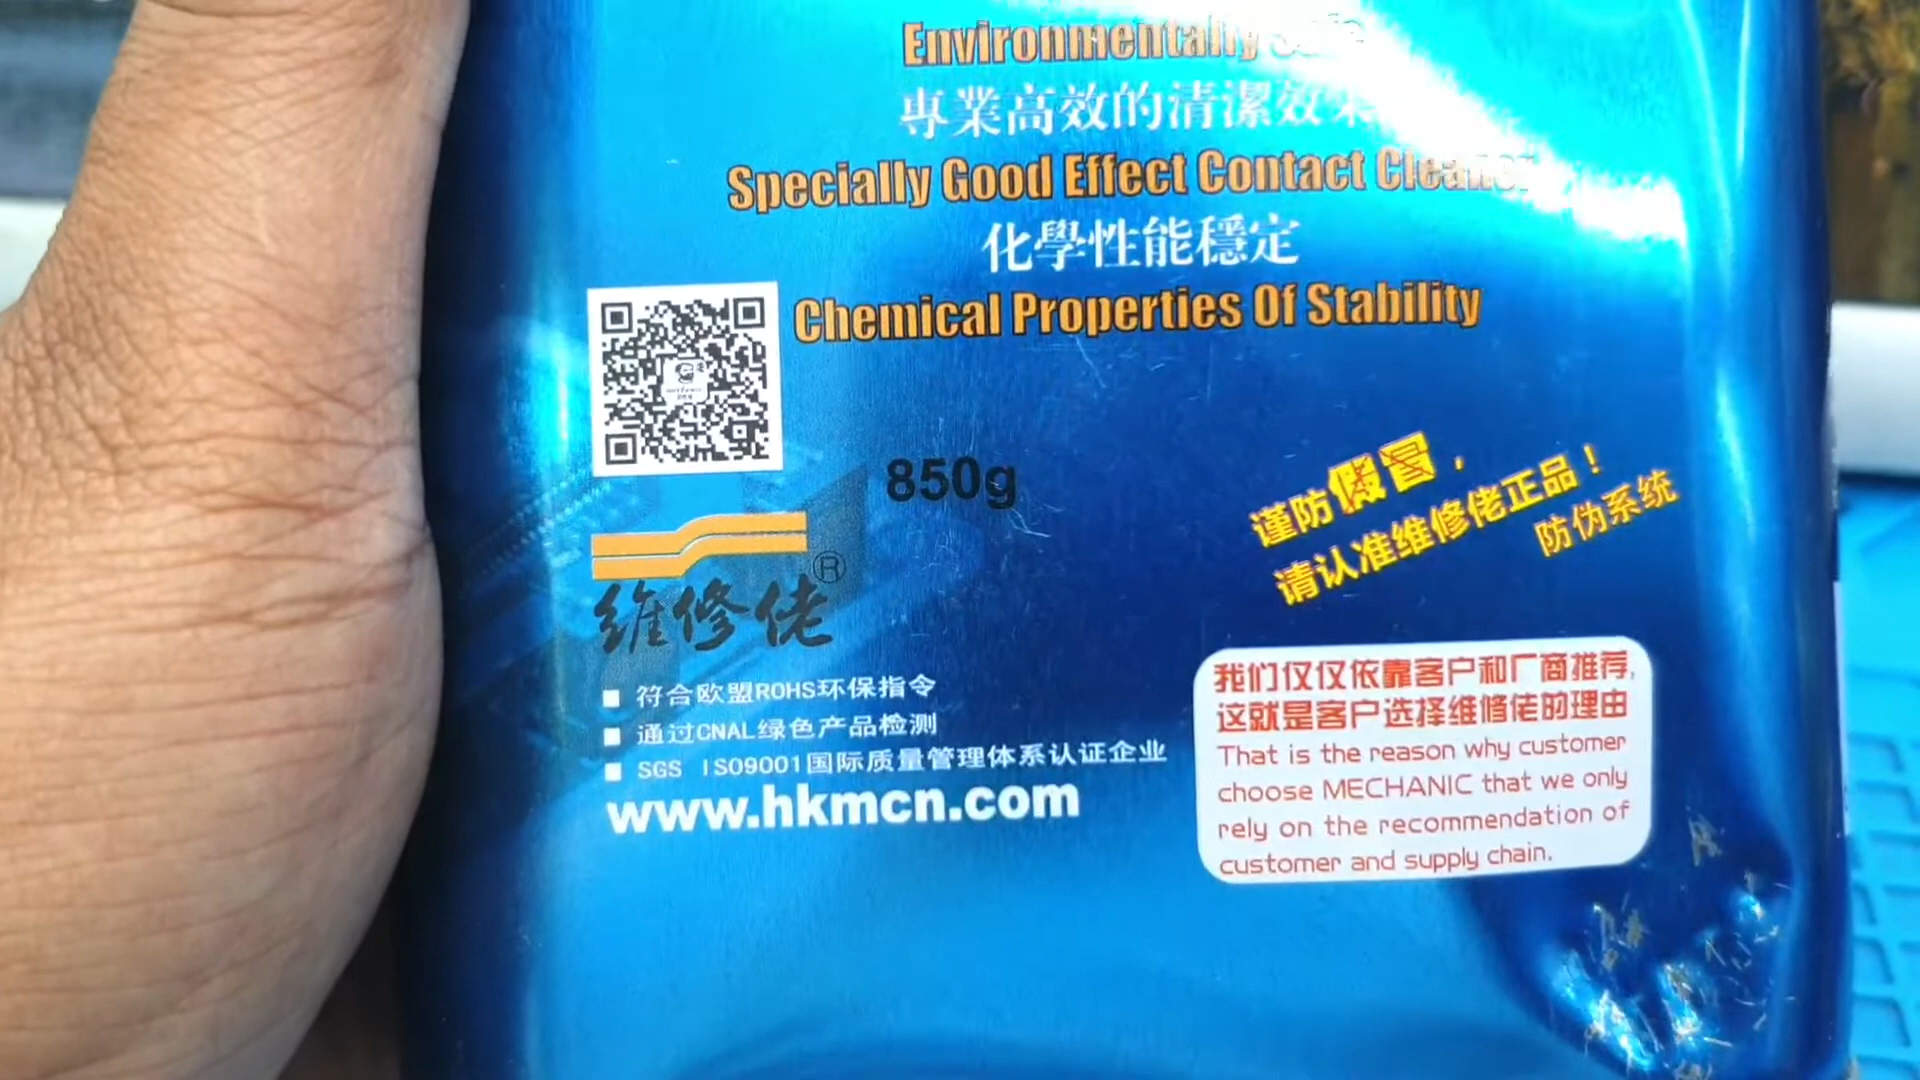 Environmentally Safe
專業高效的清潔效果
Specially Good Effect Contact Cleaner
化學性能穩定
Chemical Properties Of Stability
850g
谨防假冒，
请认准维修佬正品！
防伪系统
维修佬®
■ 符合欧盟ROHS环保指令
■ 通过CNAL绿色产品检测
■ SGS ISO9001国际质量管理体系认证企业
www.hkmcn.com
我们仅仅依靠客户和厂商推荐,
这就是客户选择维修佬的理由
That is the reason why customer
choose MECHANIC that we only
rely on the recommendation of
customer and supply chain.